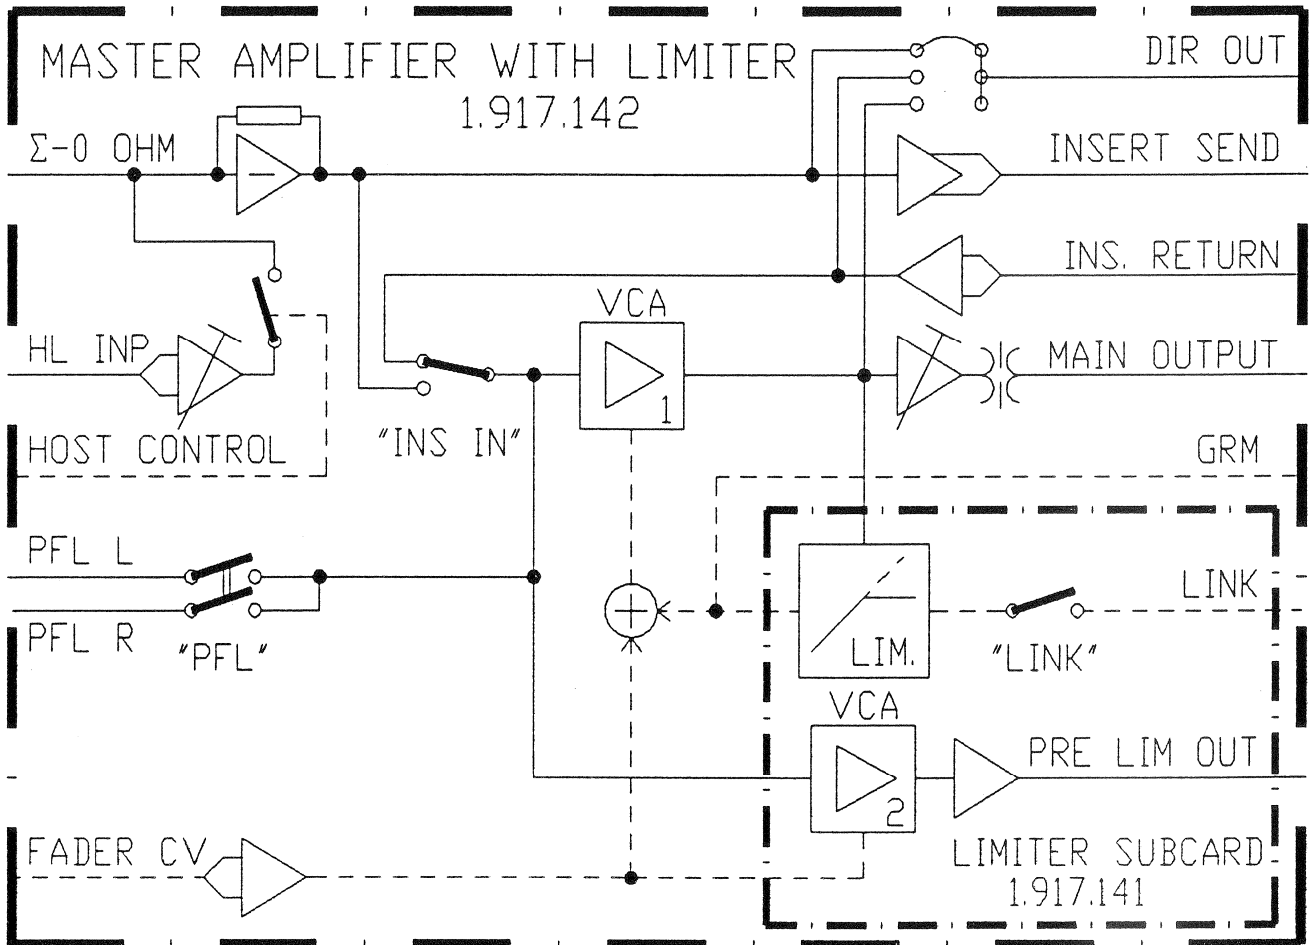 MASTER AMPLIFIER WITH LIMITER
1.917.142
DIR OUT
Σ-0 OHM
INSERT SEND
INS. RETURN
VCA
1
HL INP
MAIN OUTPUT
"INS IN"
HOST CONTROL
GRM
PFL L
LINK
PFL R
"PFL"
LIM.
"LINK"
VCA
2
PRE LIM OUT
FADER CV
LIMITER SUBCARD
1.917.141